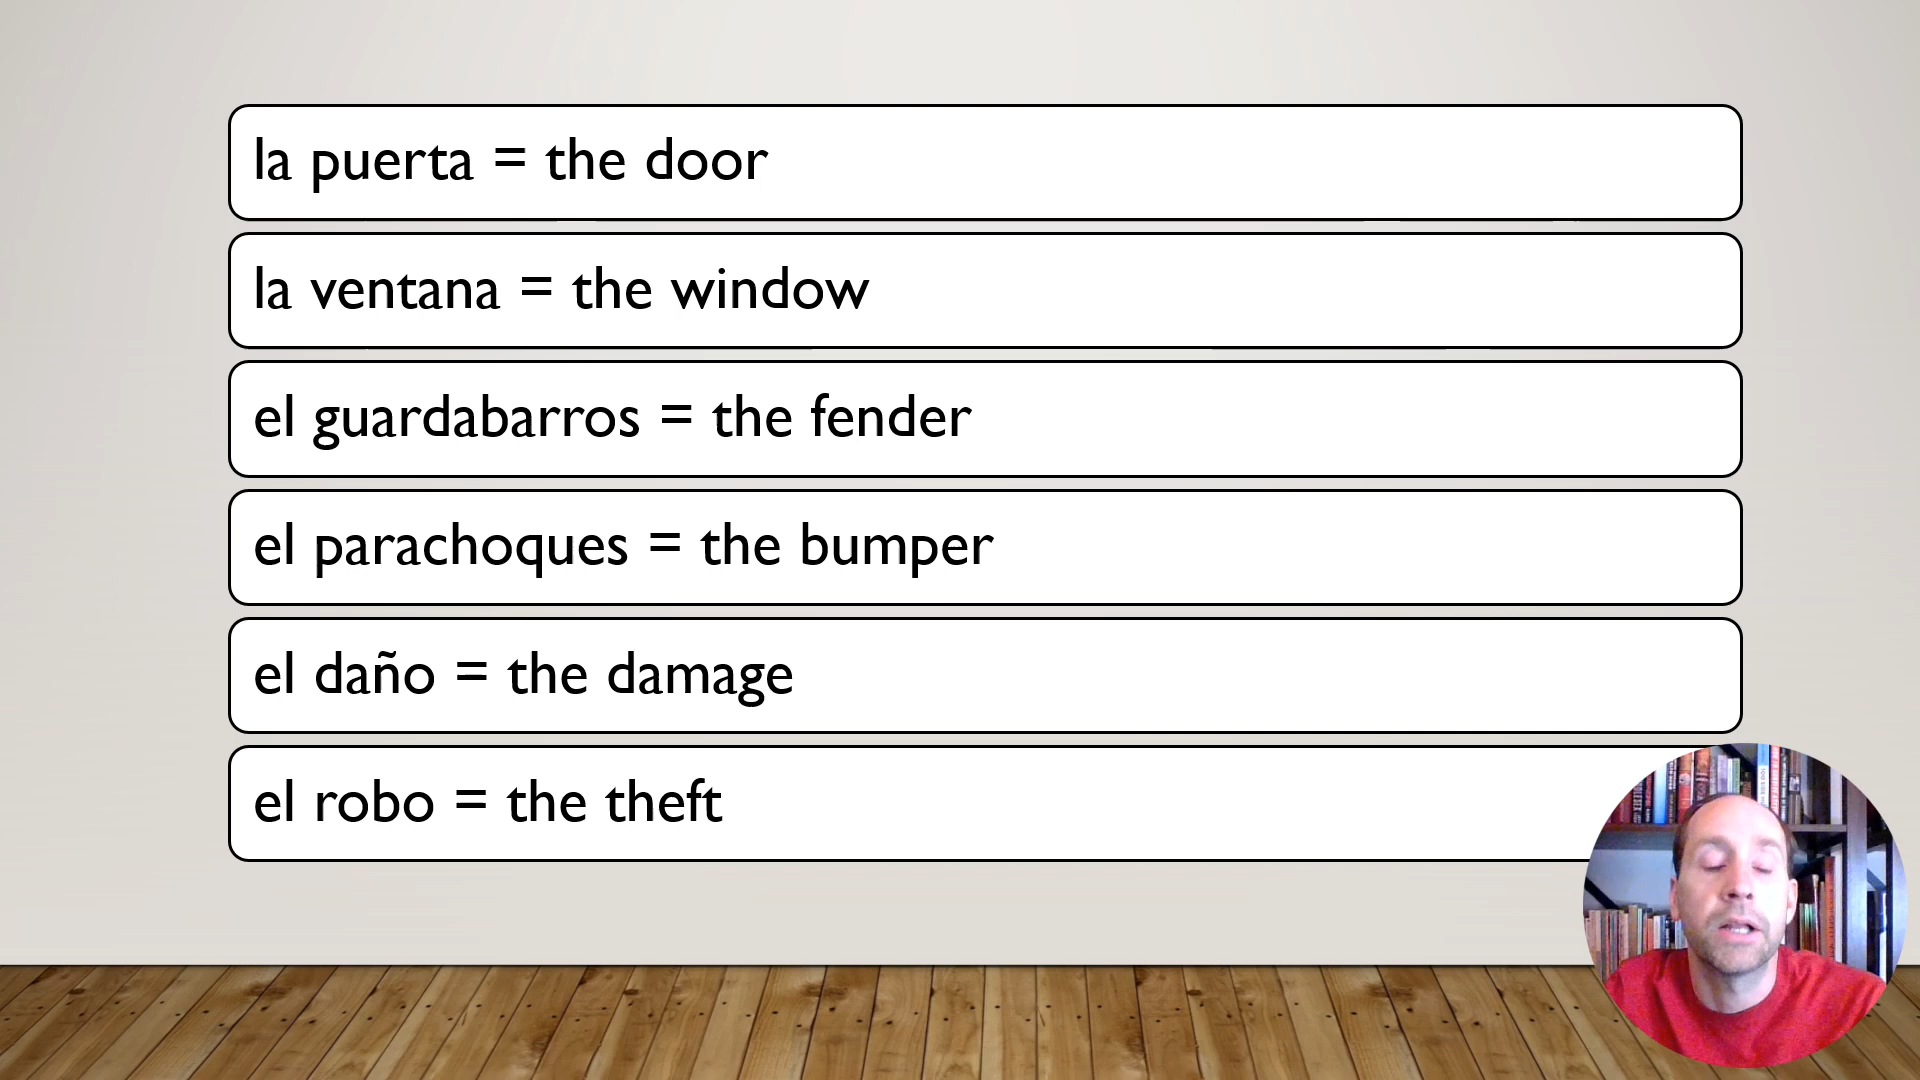 la puerta = the door
la ventana = the window
el guardabarros = the fender
el parachoques = the bumper
el daño = the damage
el robo = the theft